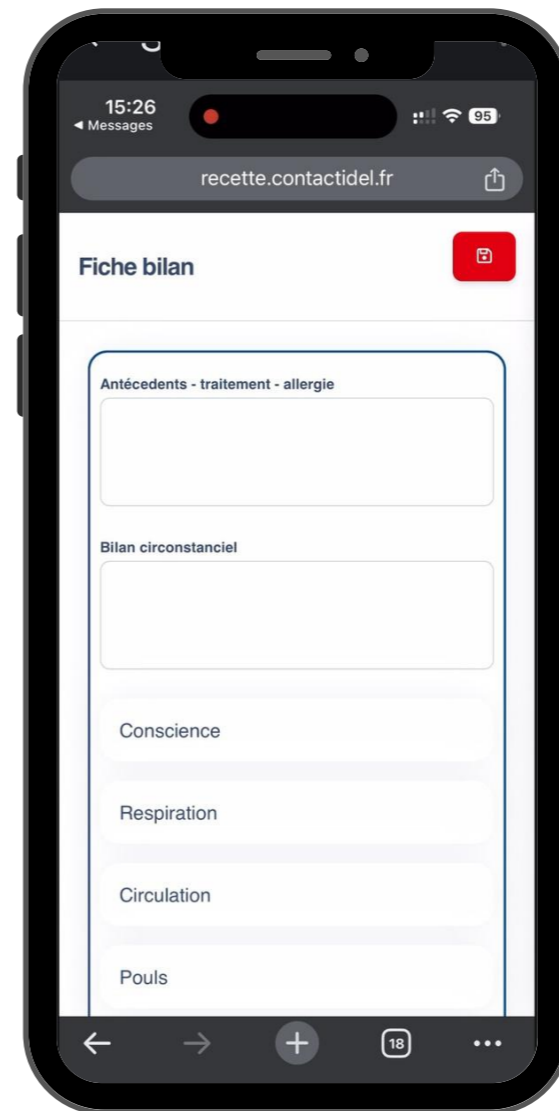 15:26
◀ Messages
95
recette.contactidel.fr
Fiche bilan
Antécedents - traitement - allergie
Bilan circonstanciel
Conscience
Respiration
Circulation
Pouls
18